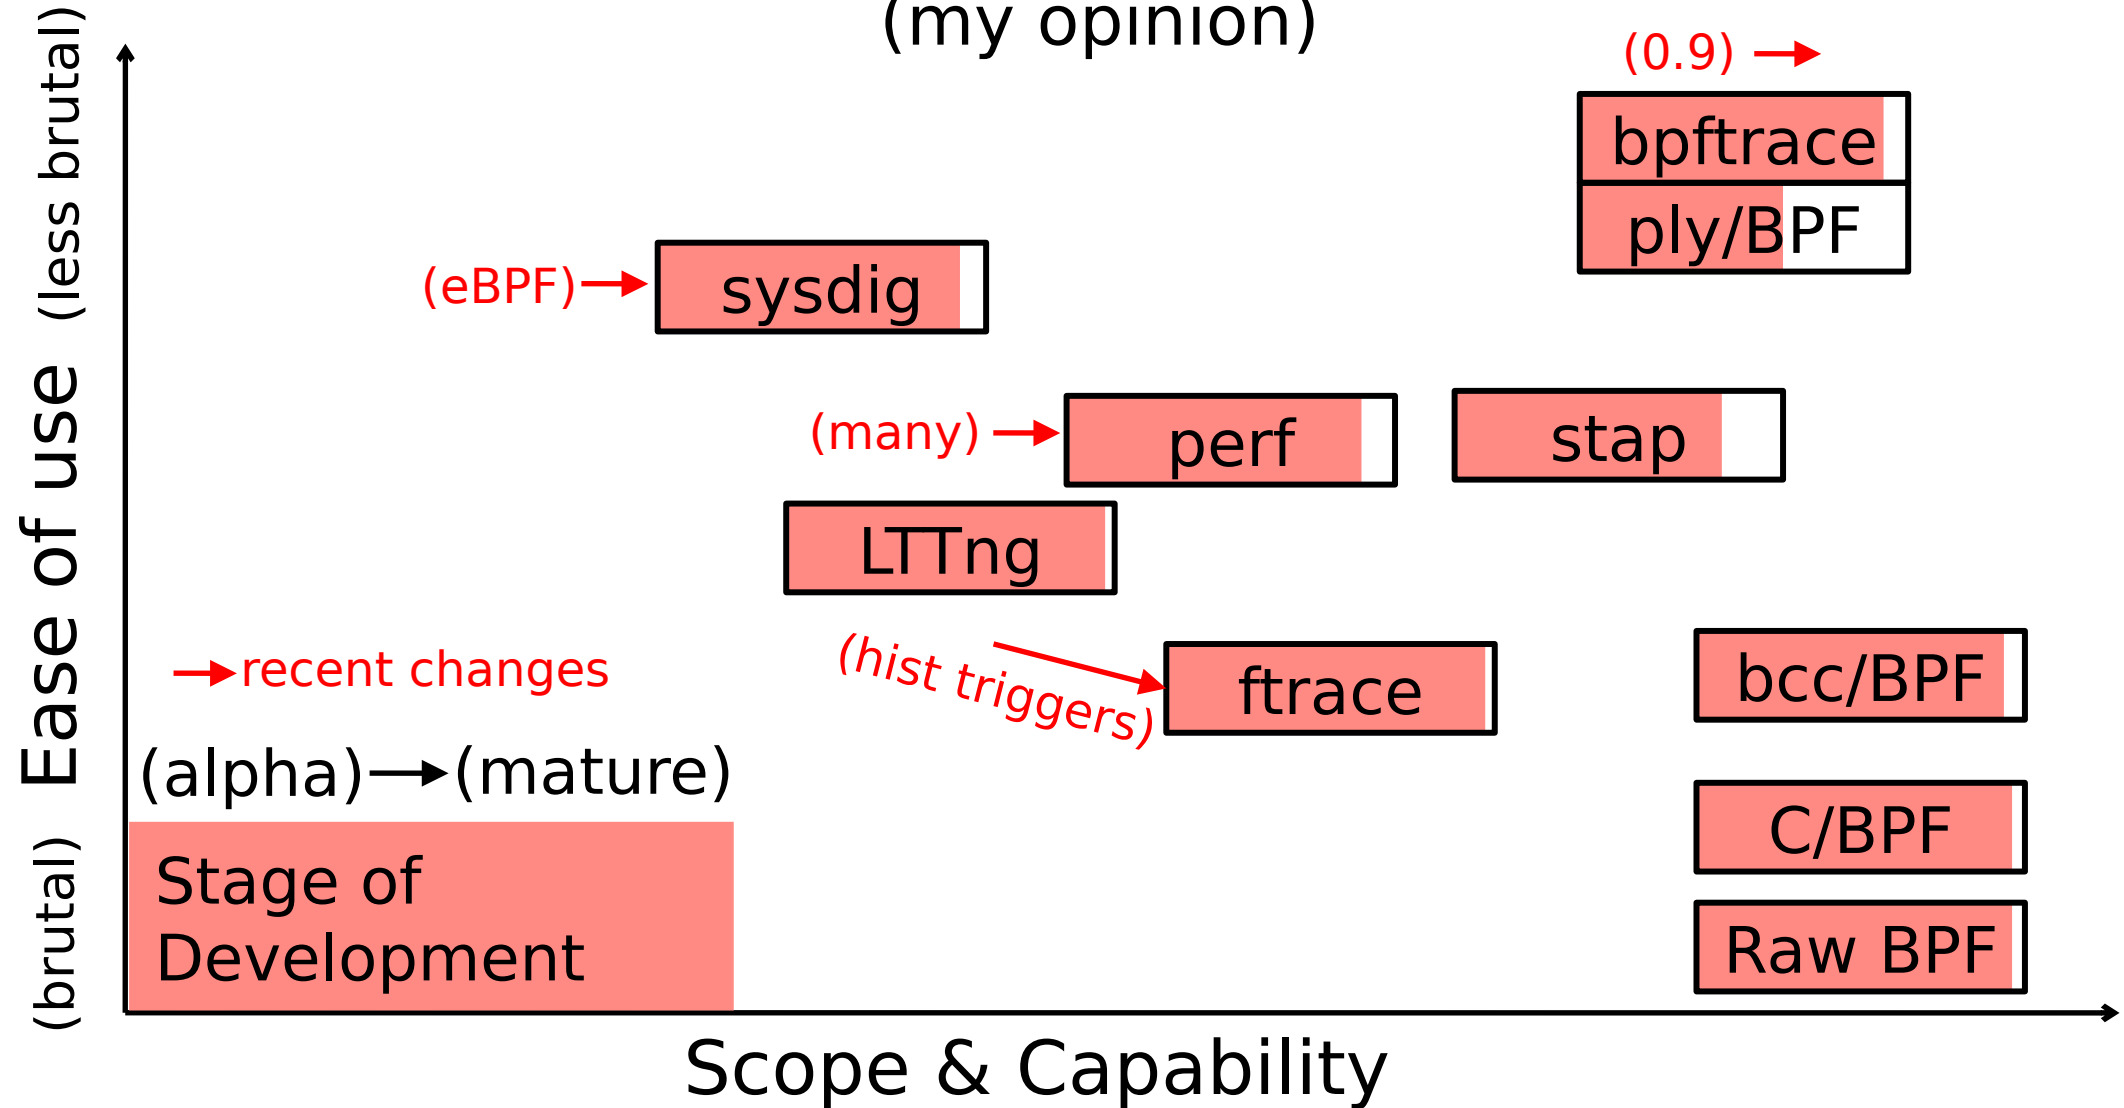 (my opinion)
(less brutal)
(0.9)
bpftrace
ply/BPF
(eBPF)
sysdig
(many)
perf
stap
Ease of use
LTTng
recent changes
(hist triggers)
ftrace
bcc/BPF
(alpha)
(mature)
C/BPF
Stage of
Development
(brutal)
Raw BPF
Scope & Capability